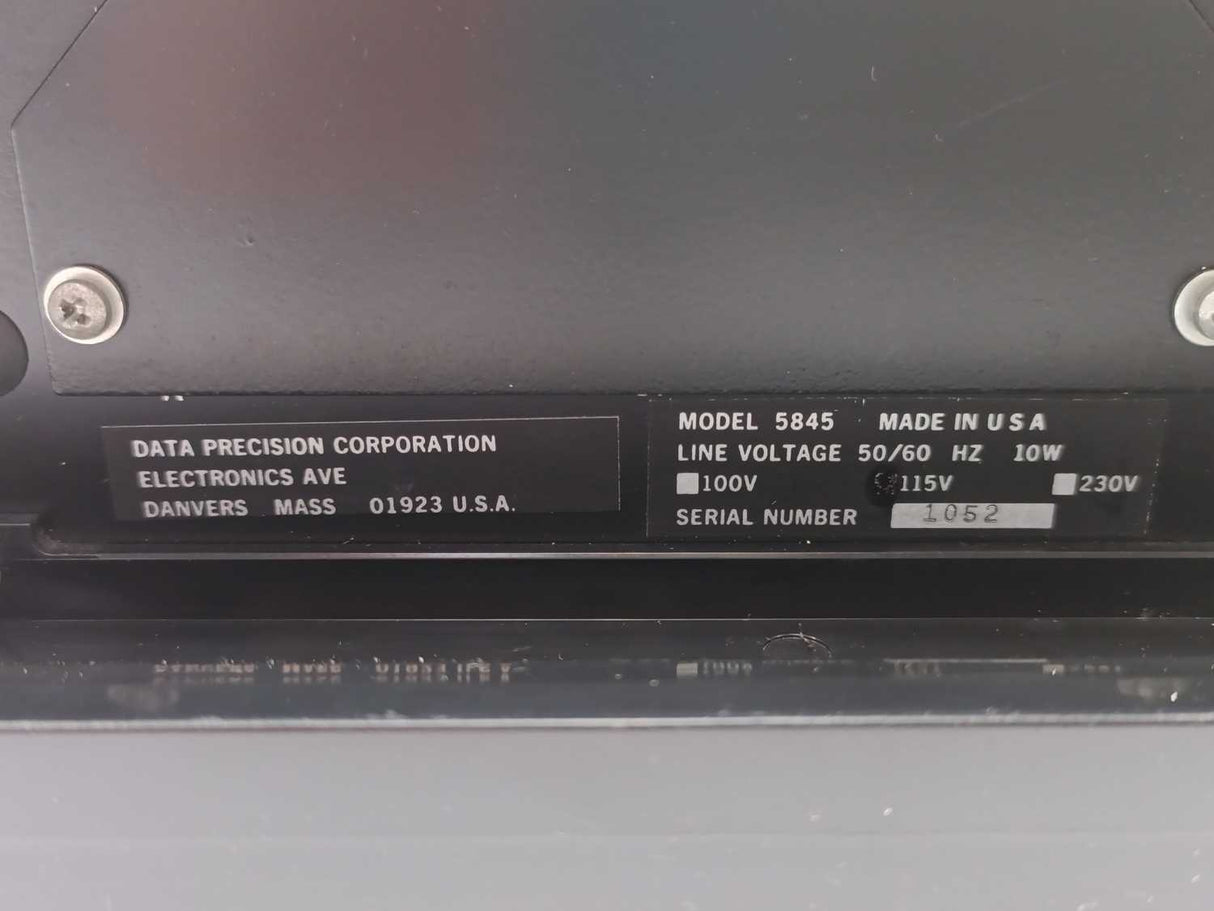 DATA PRECISION CORPORATION
ELECTRONICS AVE
DANVERS MASS 01923 U.S.A.
MODEL 5845 MADE IN U S A
LINE VOLTAGE 50/60 HZ 10W
100V 115V 230V
SERIAL NUMBER 1052